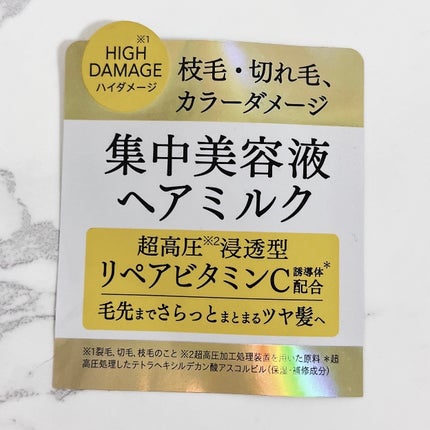 ※1
HIGH
DAMAGE
ハイダメージ
枝毛・切れ毛、
カラーダメージ
集中美容液
ヘアミルク
超高圧※2浸透型
リペアビタミンC誘導体*配合
毛先までさらっとまとまるツヤ髪へ
※1裂毛、切毛、枝毛のこと ※2超高圧加工処理装置を用いた原料 *超
高圧処理したテトラヘキシルデカン酸アスコルビル(保湿・補修成分)